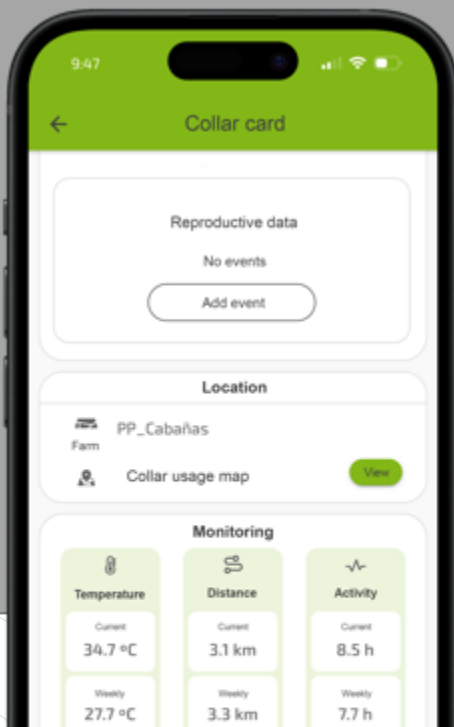 9:47
Collar card
Reproductive data
No events
Add event
Location
PP_Cabañas
Farm
Collar usage map
View
Monitoring
Temperature
Distance
Activity
Current
34.7 ºC
Current
3.1 km
Current
8.5 h
Weekly
27.7 ºC
Weekly
3.3 km
Weekly
7.7 h